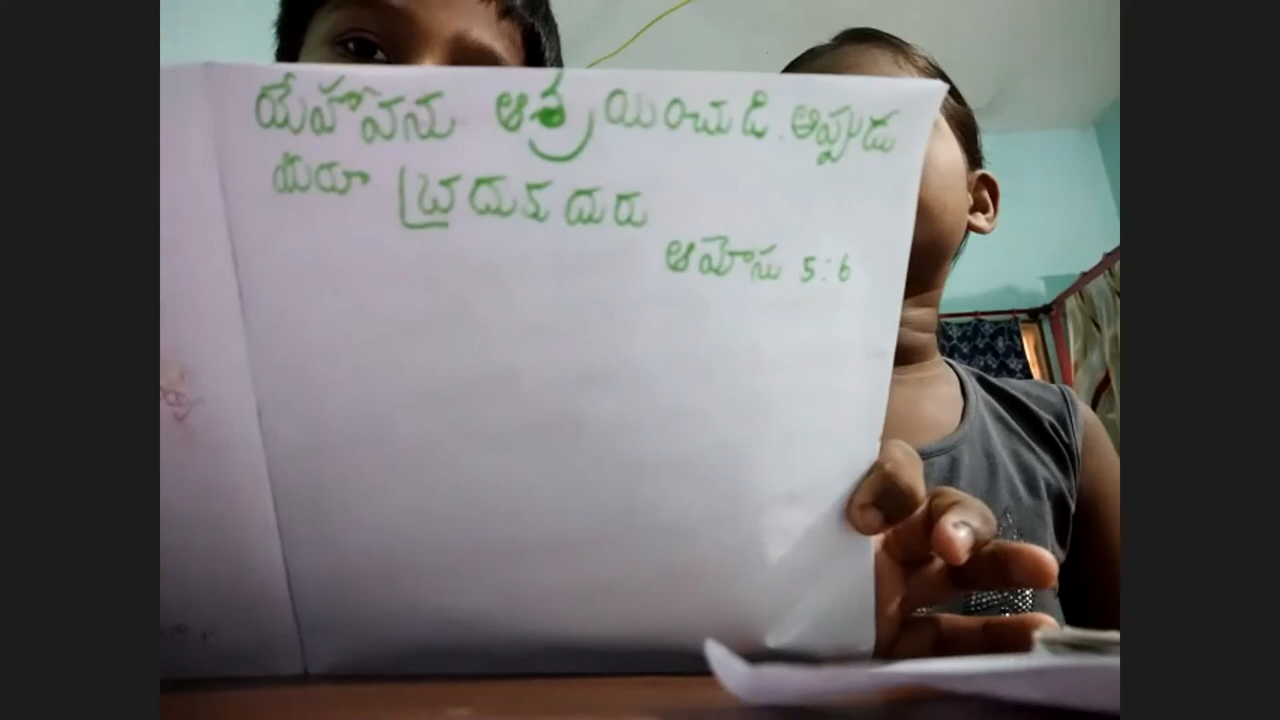 యేహోవను ఆశ్రయించుడి. అప్పుడు
మీరూ బ్రదుకుదురు
ఆమోసు 5:6